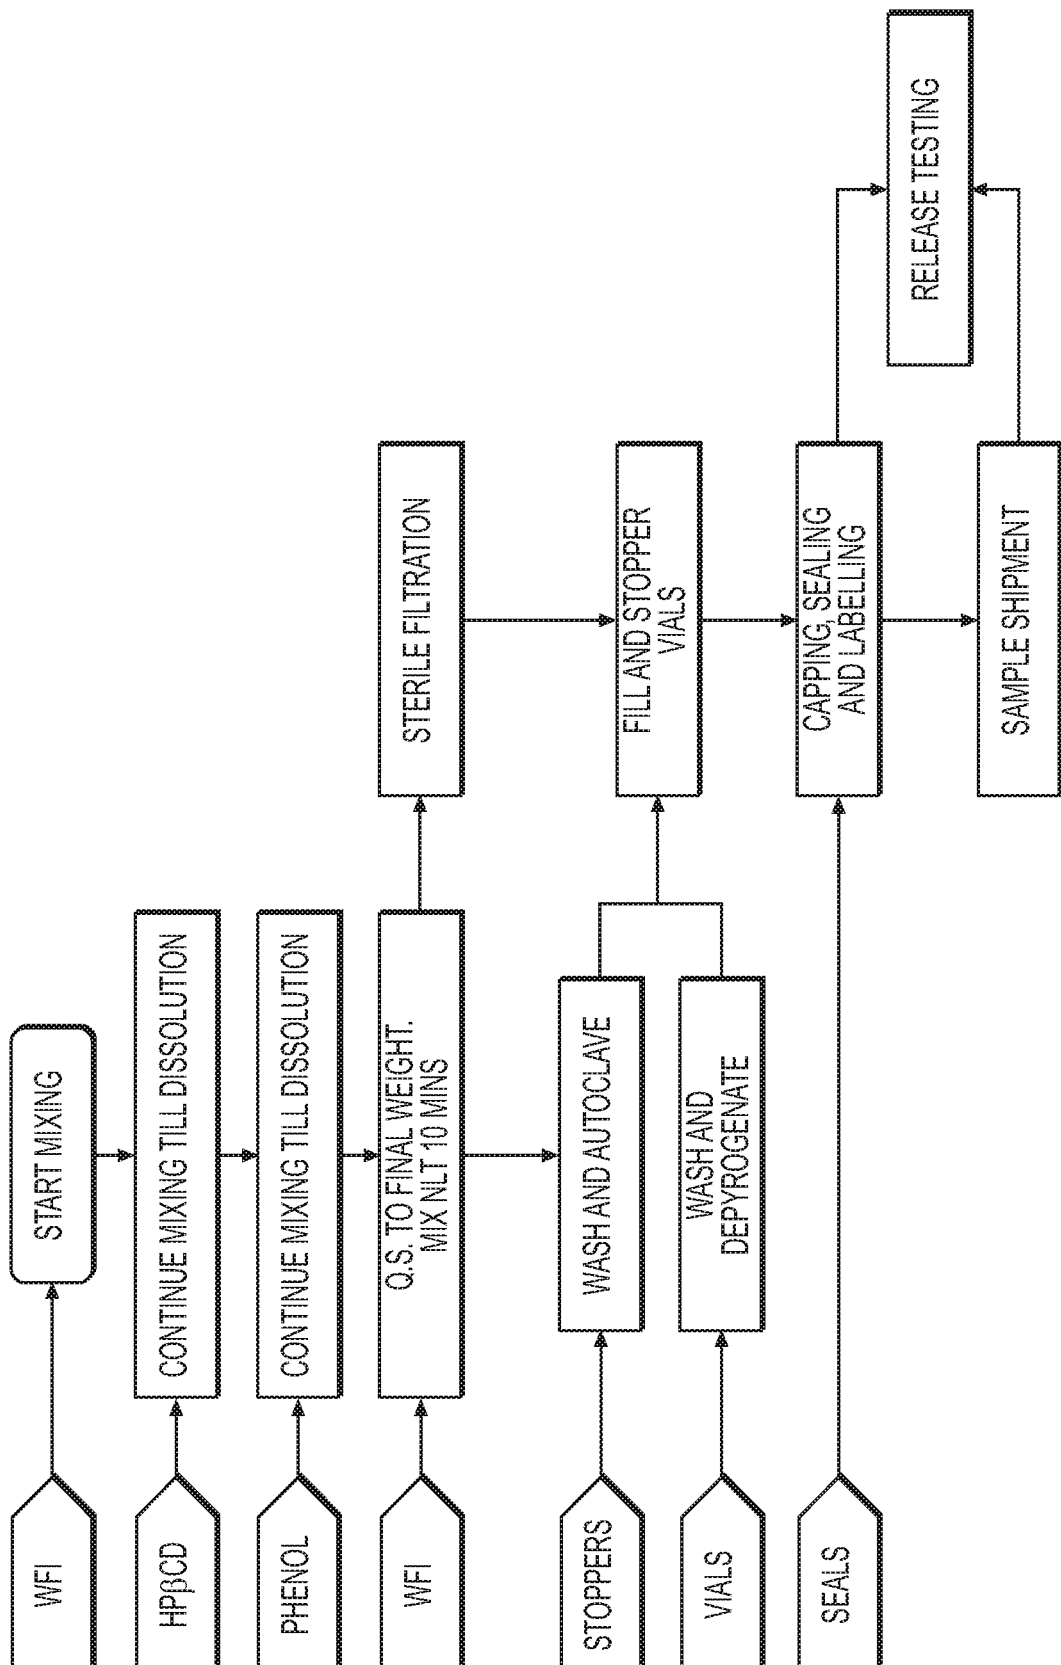 WFI
START MIXING
HPβCD
CONTINUE MIXING TILL DISSOLUTION
PHENOL
CONTINUE MIXING TILL DISSOLUTION
WFI
Q.S. TO FINAL WEIGHT.
MIX NLT 10 MINS
STERILE FILTRATION
STOPPERS
WASH AND AUTOCLAVE
VIALS
WASH AND
DEPYROGENATE
FILL AND STOPPER
VIALS
SEALS
CAPPING, SEALING
AND LABELLING
SAMPLE SHIPMENT
RELEASE TESTING